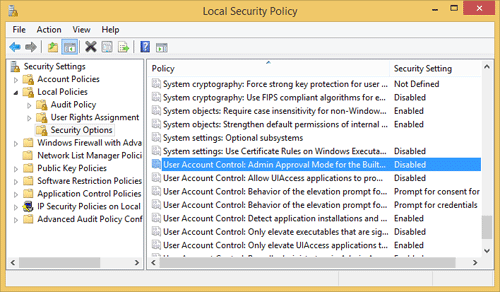 Local Security Policy
File Action View Help
Security Settings
Account Policies
Local Policies
Audit Policy
User Rights Assignment
Security Options
Windows Firewall with Adva
Network List Manager Polici
Public Key Policies
Software Restriction Policies
Application Control Policies
IP Security Policies on Local
Advanced Audit Policy Conf
Policy Security Setting
System cryptography: Force strong key protection for user ... Not Defined
System cryptography: Use FIPS compliant algorithms for e... Disabled
System objects: Require case insensitivity for non-Window... Enabled
System objects: Strengthen default permissions of internal ... Enabled
System settings: Optional subsystems
System settings: Use Certificate Rules on Windows Executa... Disabled
User Account Control: Admin Approval Mode for the Built... Disabled
User Account Control: Allow UIAccess applications to pro... Disabled
User Account Control: Behavior of the elevation prompt fo... Prompt for consent for
User Account Control: Behavior of the elevation prompt fo... Prompt for credentials
User Account Control: Detect application installations and ... Enabled
User Account Control: Only elevate executables that are sig... Disabled
User Account Control: Only elevate UIAccess applications t... Enabled